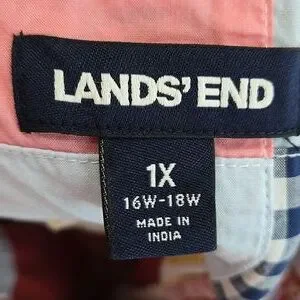 LANDS' END
1X
16W-18W
MADE IN
INDIA